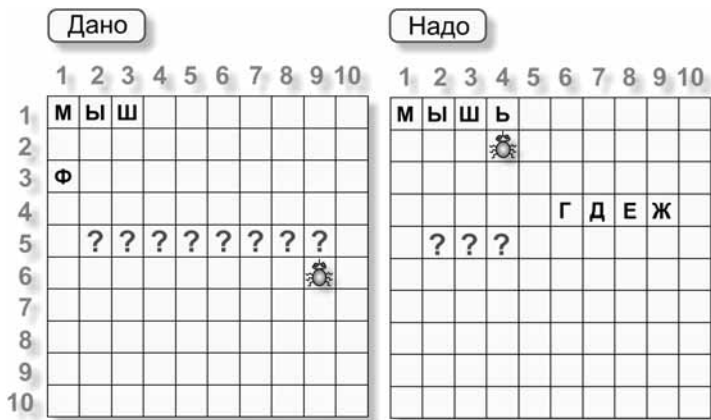 Дано Надо
1 2 3 4 5 6 7 8 9 10 1 2 3 4 5 6 7 8 9 10
1 М Ы Ш М Ы Ш Ь
2
3 Ф
4 Г Д Е Ж
5 ? ? ? ? ? ? ? ? ? ? ?
6
7
8
9
10